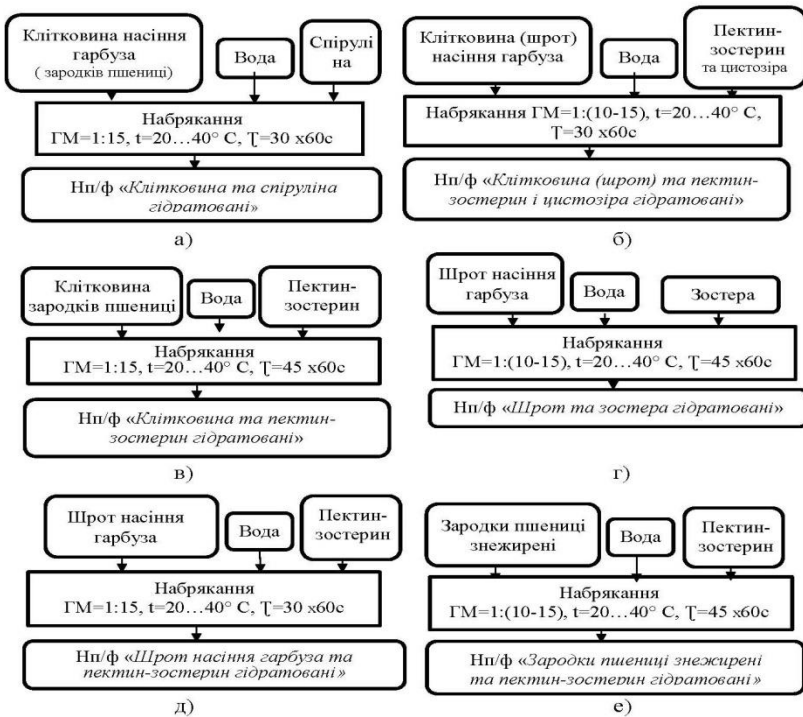 Клітковина насіння
гарбуза
( зародків пшениці)
Вода
Спірулі
на
Набрякання
ГМ=1:15, t=20…40° С, Ʈ=30 х60с
Нп/ф «Клітковина та спіруліна
гідратовані»
а)
Клітковина (шрот)
насіння гарбуза
Вода
Пектин-
зостерин
та цистозіра
Набрякання ГМ=1:(10-15), t=20…40° С,
Ʈ=30 х60с
Нп/ф «Клітковина (шрот) та пектин-
зостерин і цистозіра гідратовані»
б)
Клітковина
зародків пшениці
Вода
Пектин-
зостерин
Набрякання
ГМ=1:15, t=20…40° С, Ʈ=45 х60с
Нп/ф «Клітковина та пектин-
зостерин гідратовані»
в)
Шрот насіння
гарбуза
Вода
Зостера
Набрякання
ГМ=1:(10-15), t=20…40° С, Ʈ=45 х60с
Нп/ф «Шрот та зостера гідратовані»
г)
Шрот насіння
гарбуза
Вода
Пектин-
зостерин
Набрякання
ГМ=1:15, t=20…40° С, Ʈ=30 х60с
Нп/ф «Шрот насіння гарбуза та
пектин-зостерин гідратовані»
д)
Зародки пшениці
знежирені
Вода
Пектин-
зостерин
Набрякання
ГМ=1:(10-15), t=20…40° С, Ʈ=45 х60с
Нп/ф «Зародки пшениці знежирені
та пектин-зостерин гідратовані»
е)